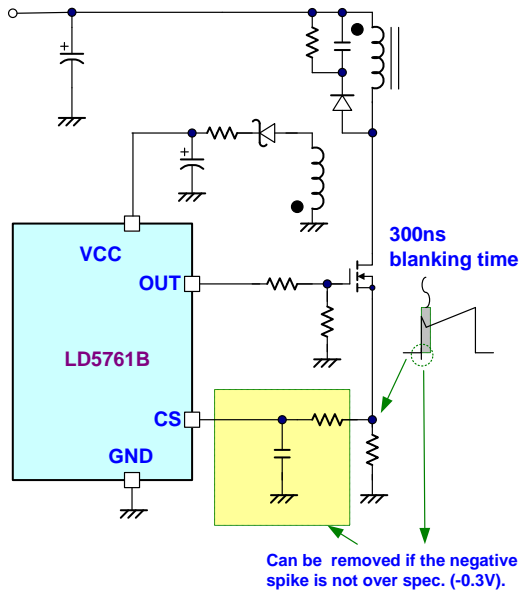 +
+
300ns
blanking time
VCC
OUT
LD5761B
CS
GND
Can be removed if the negative
spike is not over spec. (-0.3V).